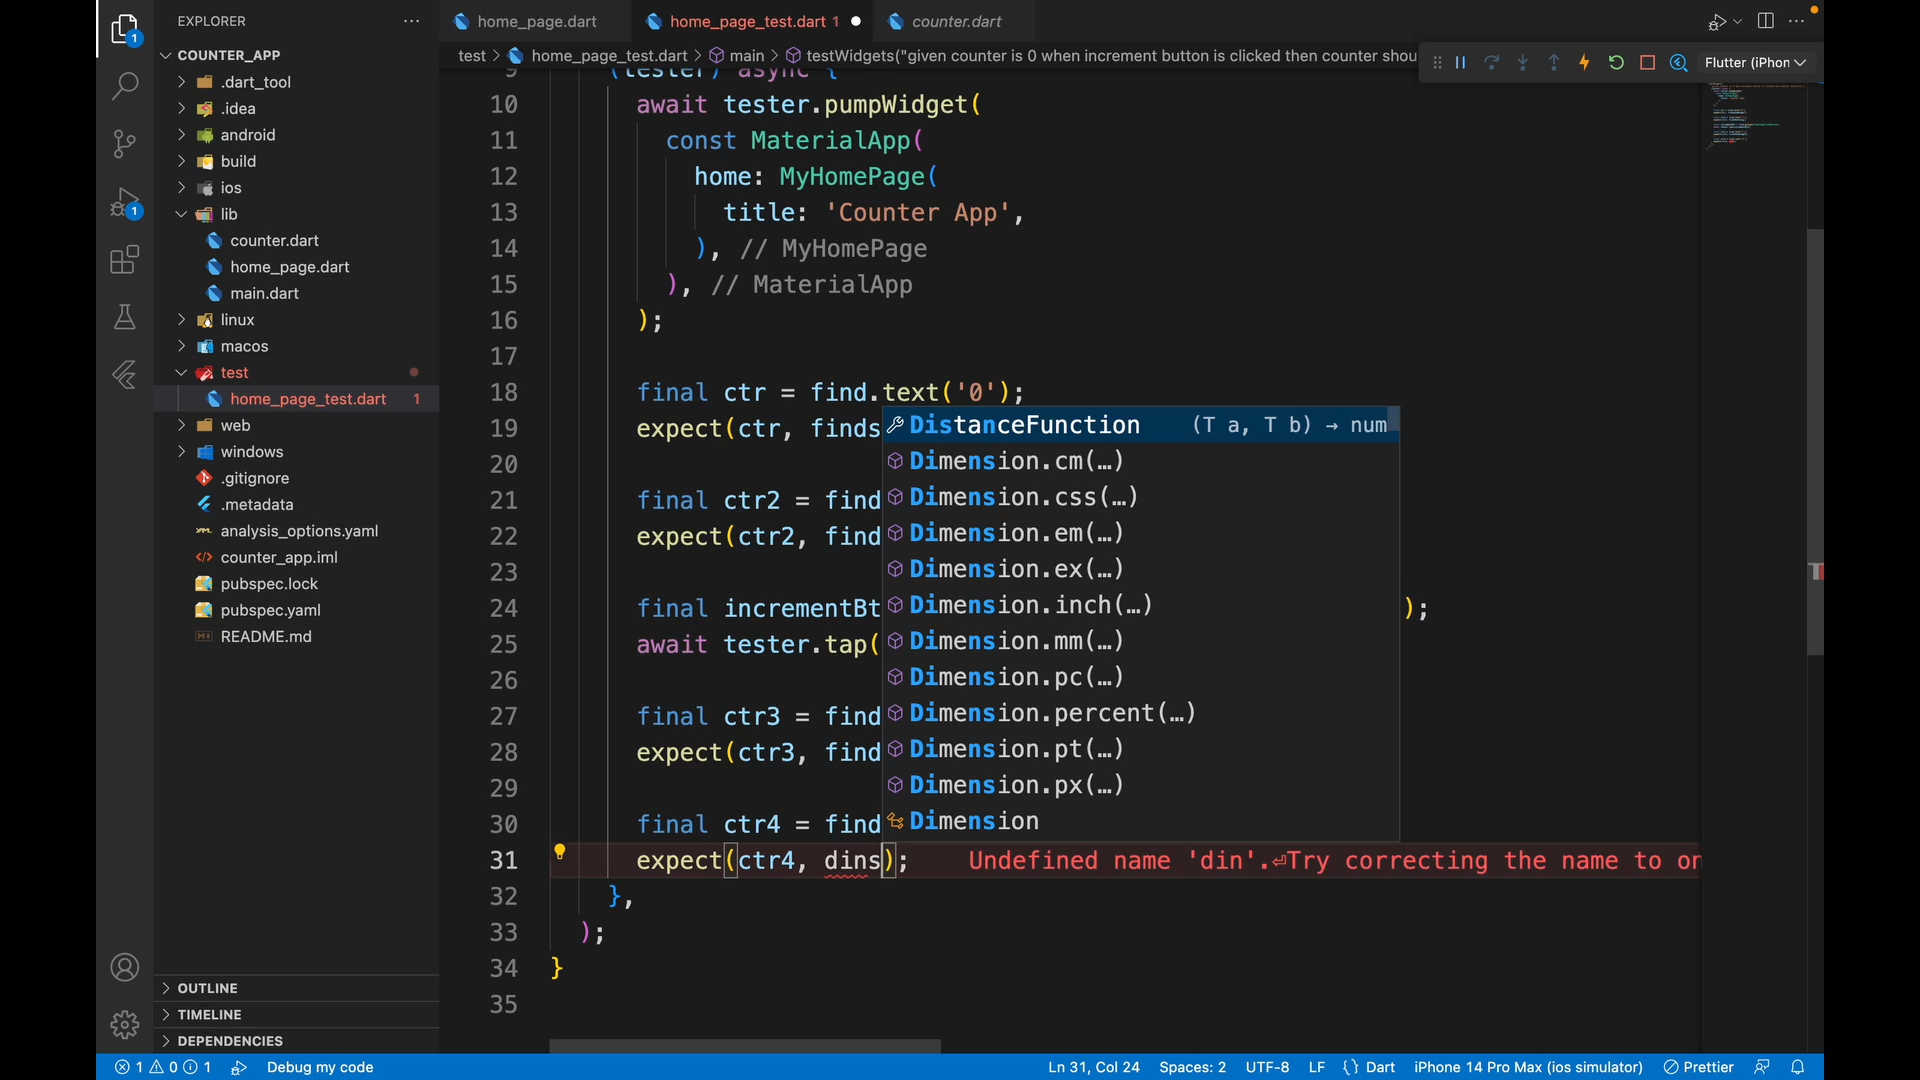 EXPLORER
COUNTER_APP
.dart_tool
.idea
android
build
ios
lib
counter.dart
home_page.dart
main.dart
linux
macos
test
home_page_test.dart 1
web
windows
.gitignore
.metadata
analysis_options.yaml
counter_app.iml
pubspec.lock
pubspec.yaml
README.md
OUTLINE
TIMELINE
DEPENDENCIES
1
1
home_page.dart
home_page_test.dart 1
counter.dart
test > home_page_test.dart > main > testWidgets("given counter is 0 when increment button is clicked then counter shou
Flutter (iPhon
9 (tester) async {
10 await tester.pumpWidget(
11 const MaterialApp(
12 home: MyHomePage(
13 title: 'Counter App',
14 ), // MyHomePage
15 ), // MaterialApp
16 );
17
18 final ctr = find.text('0');
19 expect(ctr, finds
20
21 final ctr2 = find
22 expect(ctr2, find
23
24 final incrementBt );
25 await tester.tap(
26
27 final ctr3 = find
28 expect(ctr3, find
29
30 final ctr4 = find
31 expect(ctr4, dins); Undefined name 'din'.⏎Try correcting the name to on
32 },
33 );
34 }
35
DistanceFunction (T a, T b) → num
Dimension.cm(…)
Dimension.css(…)
Dimension.em(…)
Dimension.ex(…)
Dimension.inch(…)
Dimension.mm(…)
Dimension.pc(…)
Dimension.percent(…)
Dimension.pt(…)
Dimension.px(…)
Dimension
1 0 1 Debug my code Ln 31, Col 24 Spaces: 2 UTF-8 LF {} Dart iPhone 14 Pro Max (ios simulator) Prettier